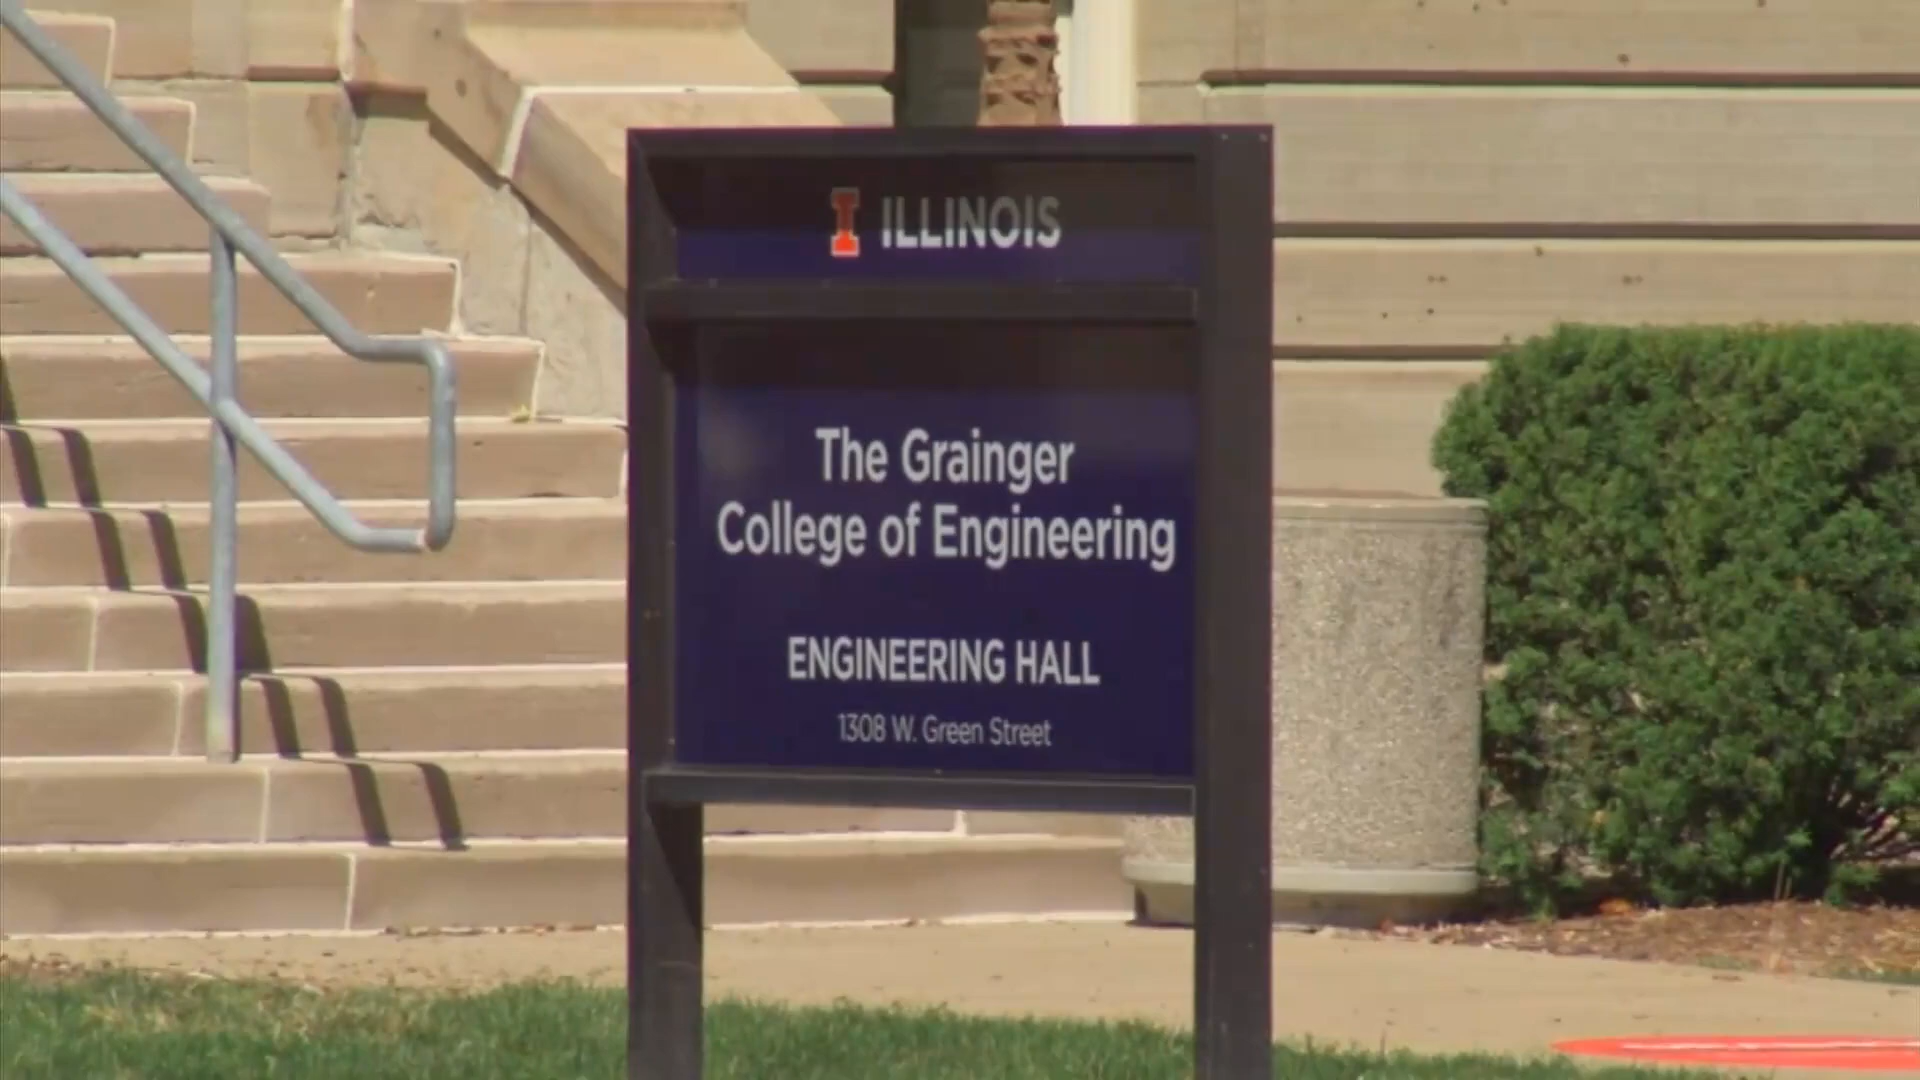 I ILLINOIS
The Grainger
College of Engineering
ENGINEERING HALL
1308 W. Green Street